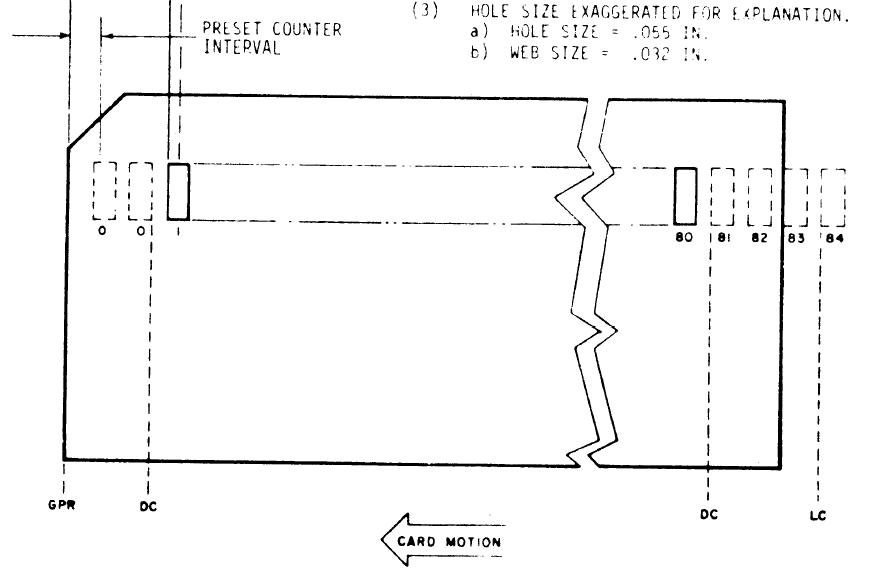 (3) HOLE SIZE EXAGGERATED FOR EXPLANATION.
a) HOLE SIZE = .055 IN.
b) WEB SIZE = .032 IN.
PRESET COUNTER
INTERVAL
0 0 1 80 81 82 83 84
GPR DC DC LC
CARD MOTION